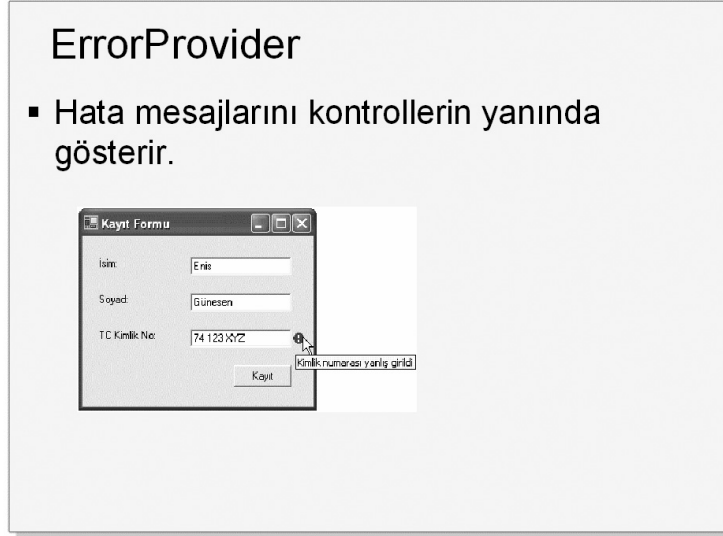 ErrorProvider
▪ Hata mesajlarını kontrollerin yanında
gösterir.
Kayıt Formu
İsim:
Enis
Soyad:
Günesen
TC Kimlik No:
74 123 XYZ
Kimlik numarası yanlış girildi
Kayıt